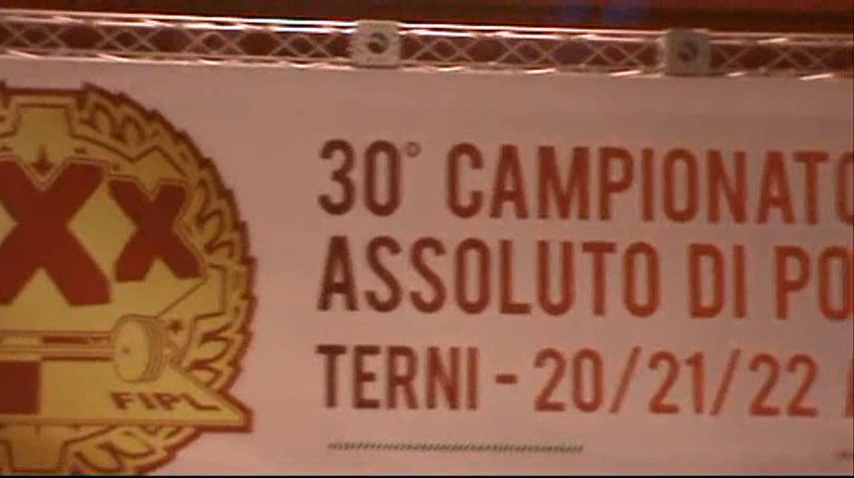 XX
30° CAMPIONATO
ASSOLUTO DI PO
TERNI - 20/21/22
FIPL